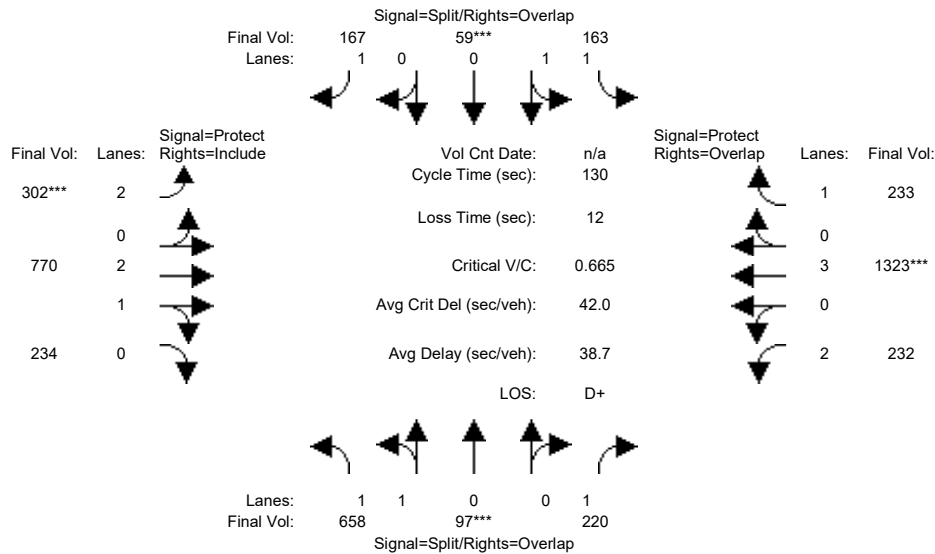 Signal=Split/Rights=Overlap
Final Vol: 167 59*** 163
Lanes: 1 0 0 1 1
Signal=Protect Signal=Protect
Final Vol: Lanes: Rights=Include Vol Cnt Date: n/a Rights=Overlap Lanes: Final Vol:
Cycle Time (sec): 130
302*** 2 1 233
Loss Time (sec): 12
0 0
770 2 Critical V/C: 0.665 3 1323***
1 Avg Crit Del (sec/veh): 42.0 0
234 0 Avg Delay (sec/veh): 38.7 2 232
LOS: D+
Lanes: 1 1 0 0 1
Final Vol: 658 97*** 220
Signal=Split/Rights=Overlap